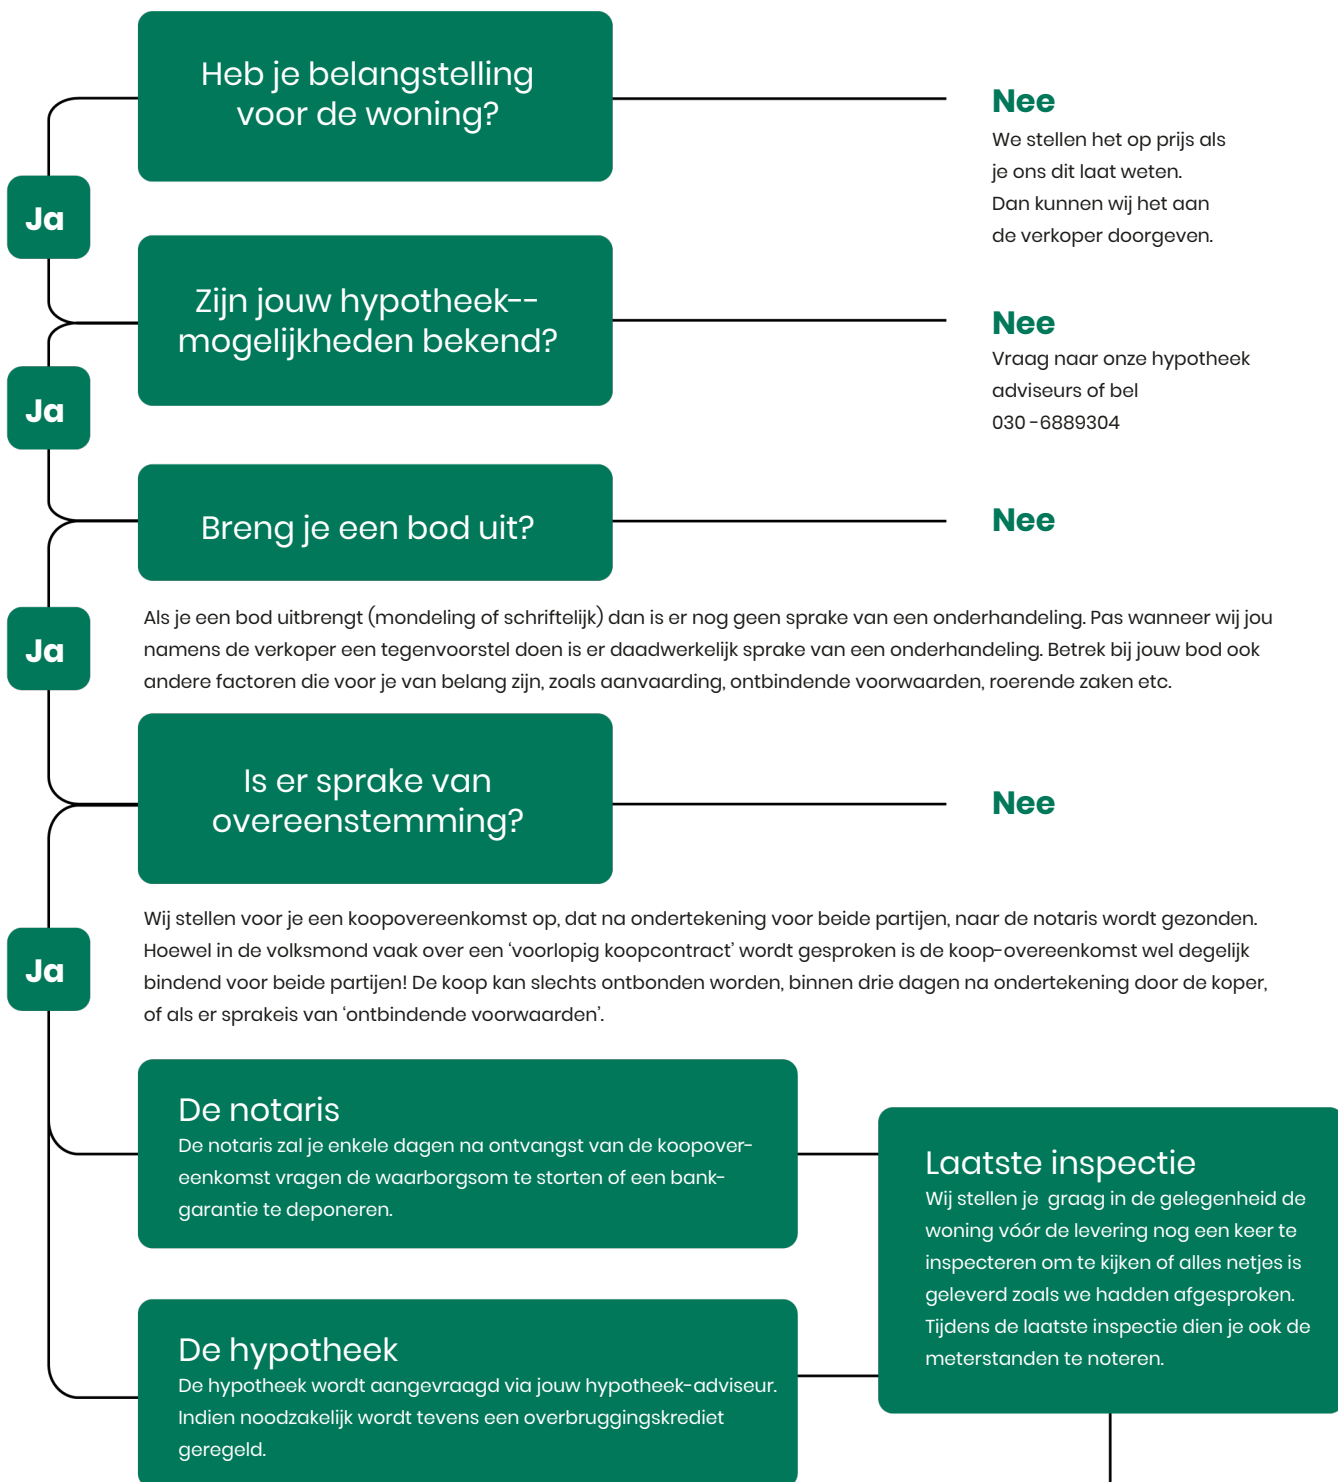 Heb je belangstelling
voor de woning?
Nee
We stellen het op prijs als
je ons dit laat weten.
Dan kunnen wij het aan
de verkoper doorgeven.
Ja
Zijn jouw hypotheek--
mogelijkheden bekend?
Nee
Vraag naar onze hypotheek
adviseurs of bel
030 -6889304
Ja
Breng je een bod uit?
Nee
Ja
Als je een bod uitbrengt (mondeling of schriftelijk) dan is er nog geen sprake van een onderhandeling. Pas wanneer wij jou
namens de verkoper een tegenvoorstel doen is er daadwerkelijk sprake van een onderhandeling. Betrek bij jouw bod ook
andere factoren die voor je van belang zijn, zoals aanvaarding, ontbindende voorwaarden, roerende zaken etc.
Is er sprake van
overeenstemming?
Nee
Ja
Wij stellen voor je een koopovereenkomst op, dat na ondertekening voor beide partijen, naar de notaris wordt gezonden.
Hoewel in de volksmond vaak over een ‘voorlopig koopcontract’ wordt gesproken is de koop-overeenkomst wel degelijk
bindend voor beide partijen! De koop kan slechts ontbonden worden, binnen drie dagen na ondertekening door de koper,
of als er sprakeis van ‘ontbindende voorwaarden’.
De notaris
De notaris zal je enkele dagen na ontvangst van de koopover-
eenkomst vragen de waarborgsom te storten of een bank-
garantie te deponeren.
Laatste inspectie
Wij stellen je  graag in de gelegenheid de
woning vóór de levering nog een keer te
inspecteren om te kijken of alles netjes is
geleverd zoals we hadden afgesproken.
Tijdens de laatste inspectie dien je ook de
meterstanden te noteren.
De hypotheek
De hypotheek wordt aangevraagd via jouw hypotheek-adviseur.
Indien noodzakelijk wordt tevens een overbruggingskrediet
geregeld.